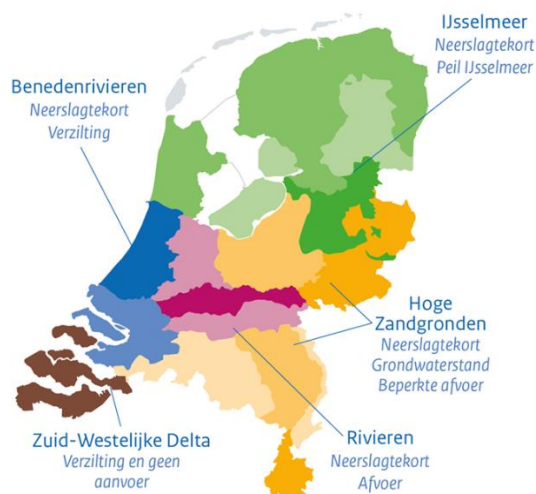 IJsselmeer
Neerslagtekort
Peil IJsselmeer
Benedenrivieren
Neerslagtekort
Verzilting
Hoge
Zandgronden
Neerslagtekort
Grondwaterstand
Beperkte afvoer
Zuid-Westelijke Delta
Verzilting en geen
aanvoer
Rivieren
Neerslagtekort
Afvoer